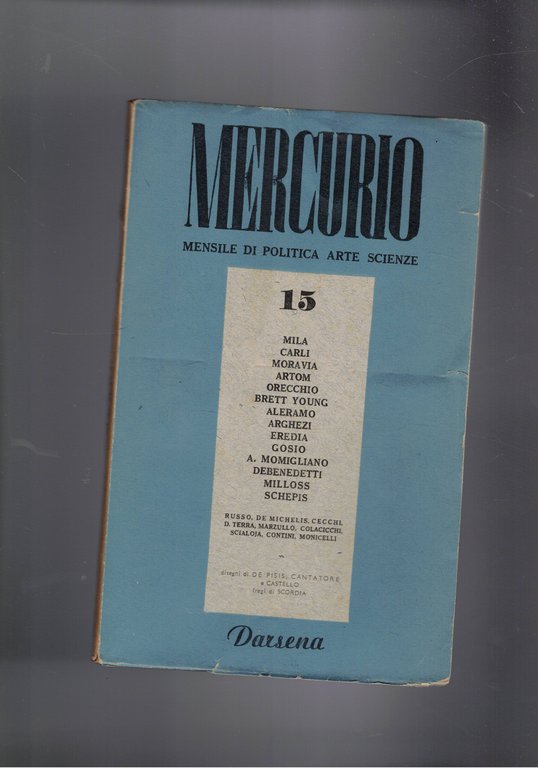 MERCURIO
MENSILE DI POLITICA ARTE SCIENZE
15
MILA
CARLI
MORAVIA
ARTOM
ORECCHIO
BRETT YOUNG
ALERAMO
ARGHEZI
EREDIA
GOSIO
A. MOMIGLIANO
DEBENEDETTI
MILLOSS
SCHEPIS
RUSSO, DE MICHELIS, CECCHI,
D. TERRA, MARZULLO, COLACICCHI,
SCIALOJA, CONTINI, MONICELLI
disegni di DE PISIS, CANTATORE
e CASTELLO
fregi di SCORDIA
Darsena